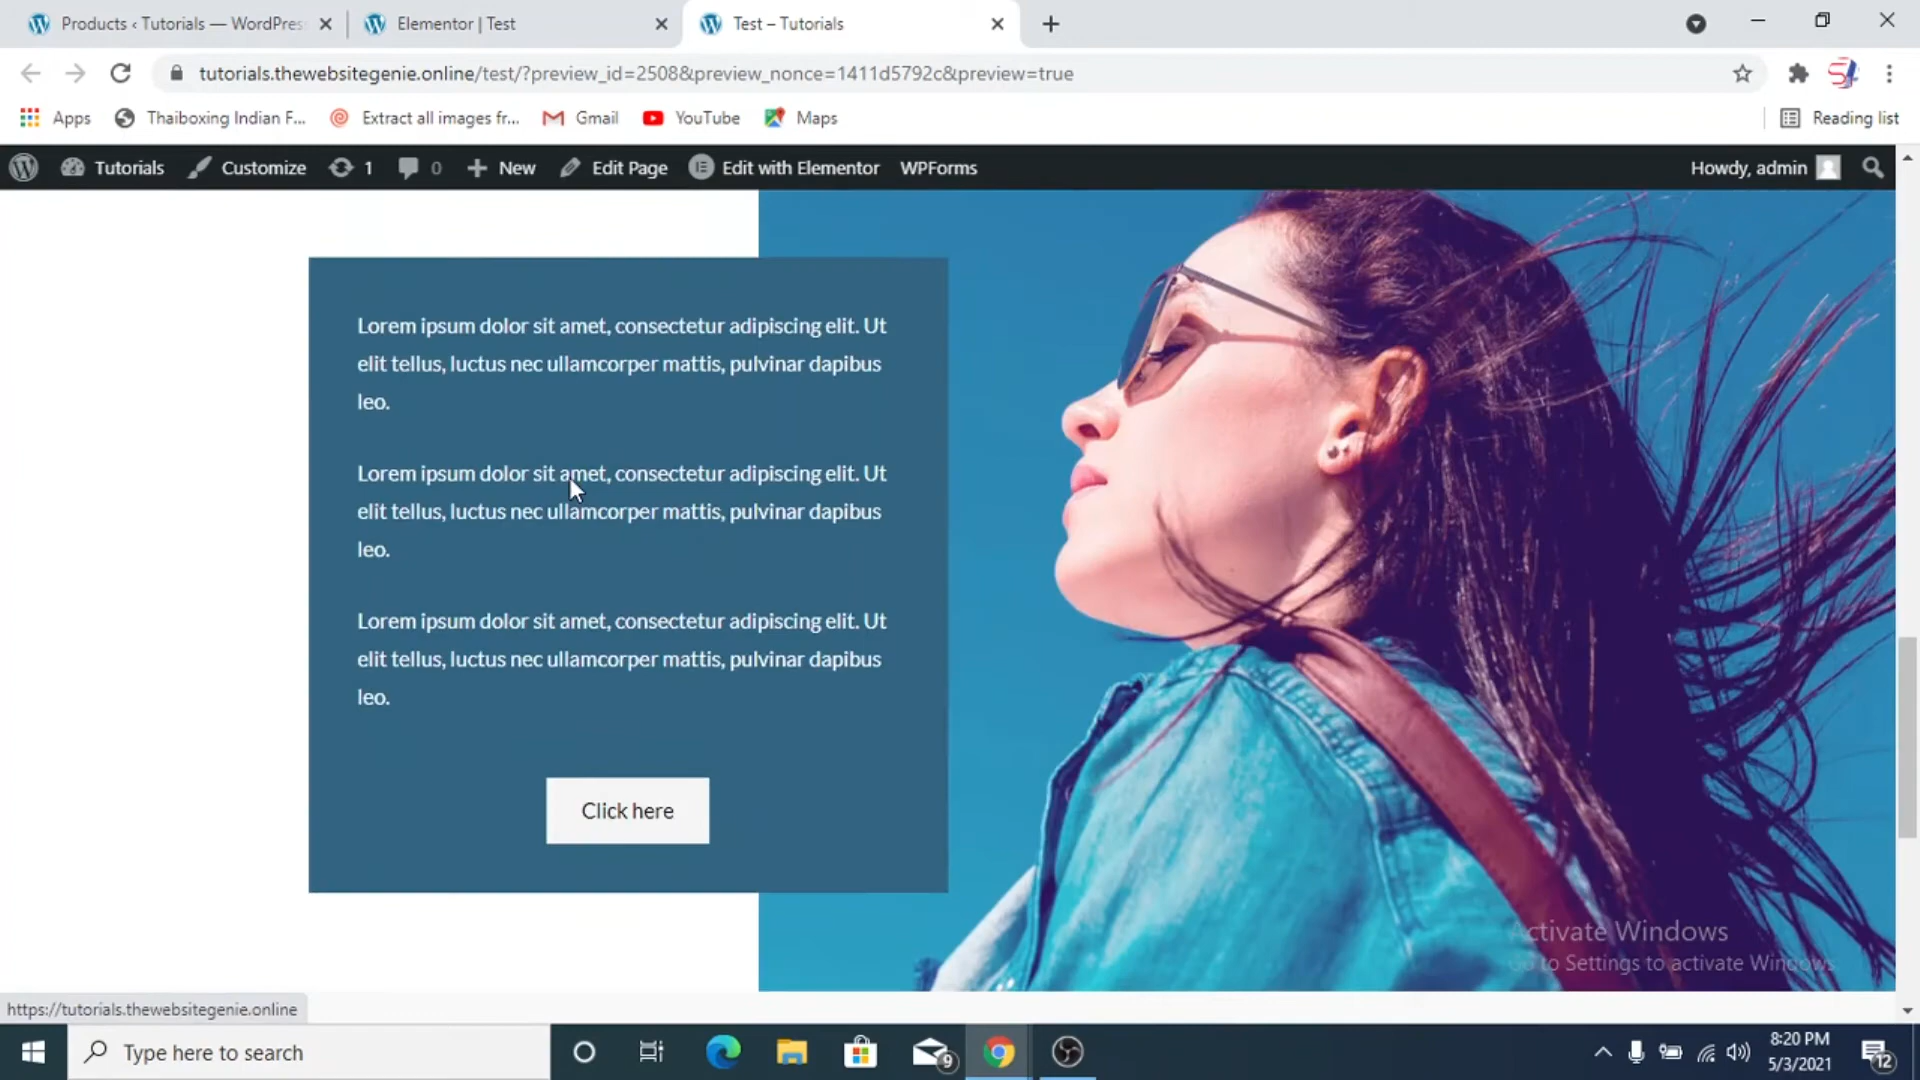 Products ‹ Tutorials — WordPres
Elementor | Test
Test – Tutorials
tutorials.thewebsitegenie.online/test/?preview_id=2508&preview_nonce=1411d5792c&preview=true
Apps
Thaiboxing Indian F...
Extract all images fr...
Gmail
YouTube
Maps
Reading list
Tutorials
Customize
1
0
New
Edit Page
Edit with Elementor
WPForms
Howdy, admin
Lorem ipsum dolor sit amet, consectetur adipiscing elit. Ut
elit tellus, luctus nec ullamcorper mattis, pulvinar dapibus
leo.
Lorem ipsum dolor sit amet, consectetur adipiscing elit. Ut
elit tellus, luctus nec ullamcorper mattis, pulvinar dapibus
leo.
Lorem ipsum dolor sit amet, consectetur adipiscing elit. Ut
elit tellus, luctus nec ullamcorper mattis, pulvinar dapibus
leo.
Click here
Activate Windows
Go to Settings to activate Windows
https://tutorials.thewebsitegenie.online
Type here to search
9
8:20 PM
5/3/2021
12